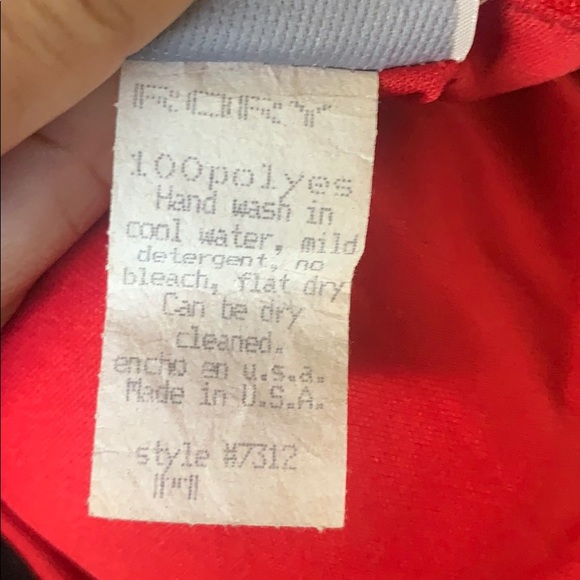 RORY
100polyes
Hand wash in
cool water, mild
detergent, no
bleach, flat dry
Can be dry
cleaned.
encho en u.s.a.
Made in U.S.A.
style #7312
M